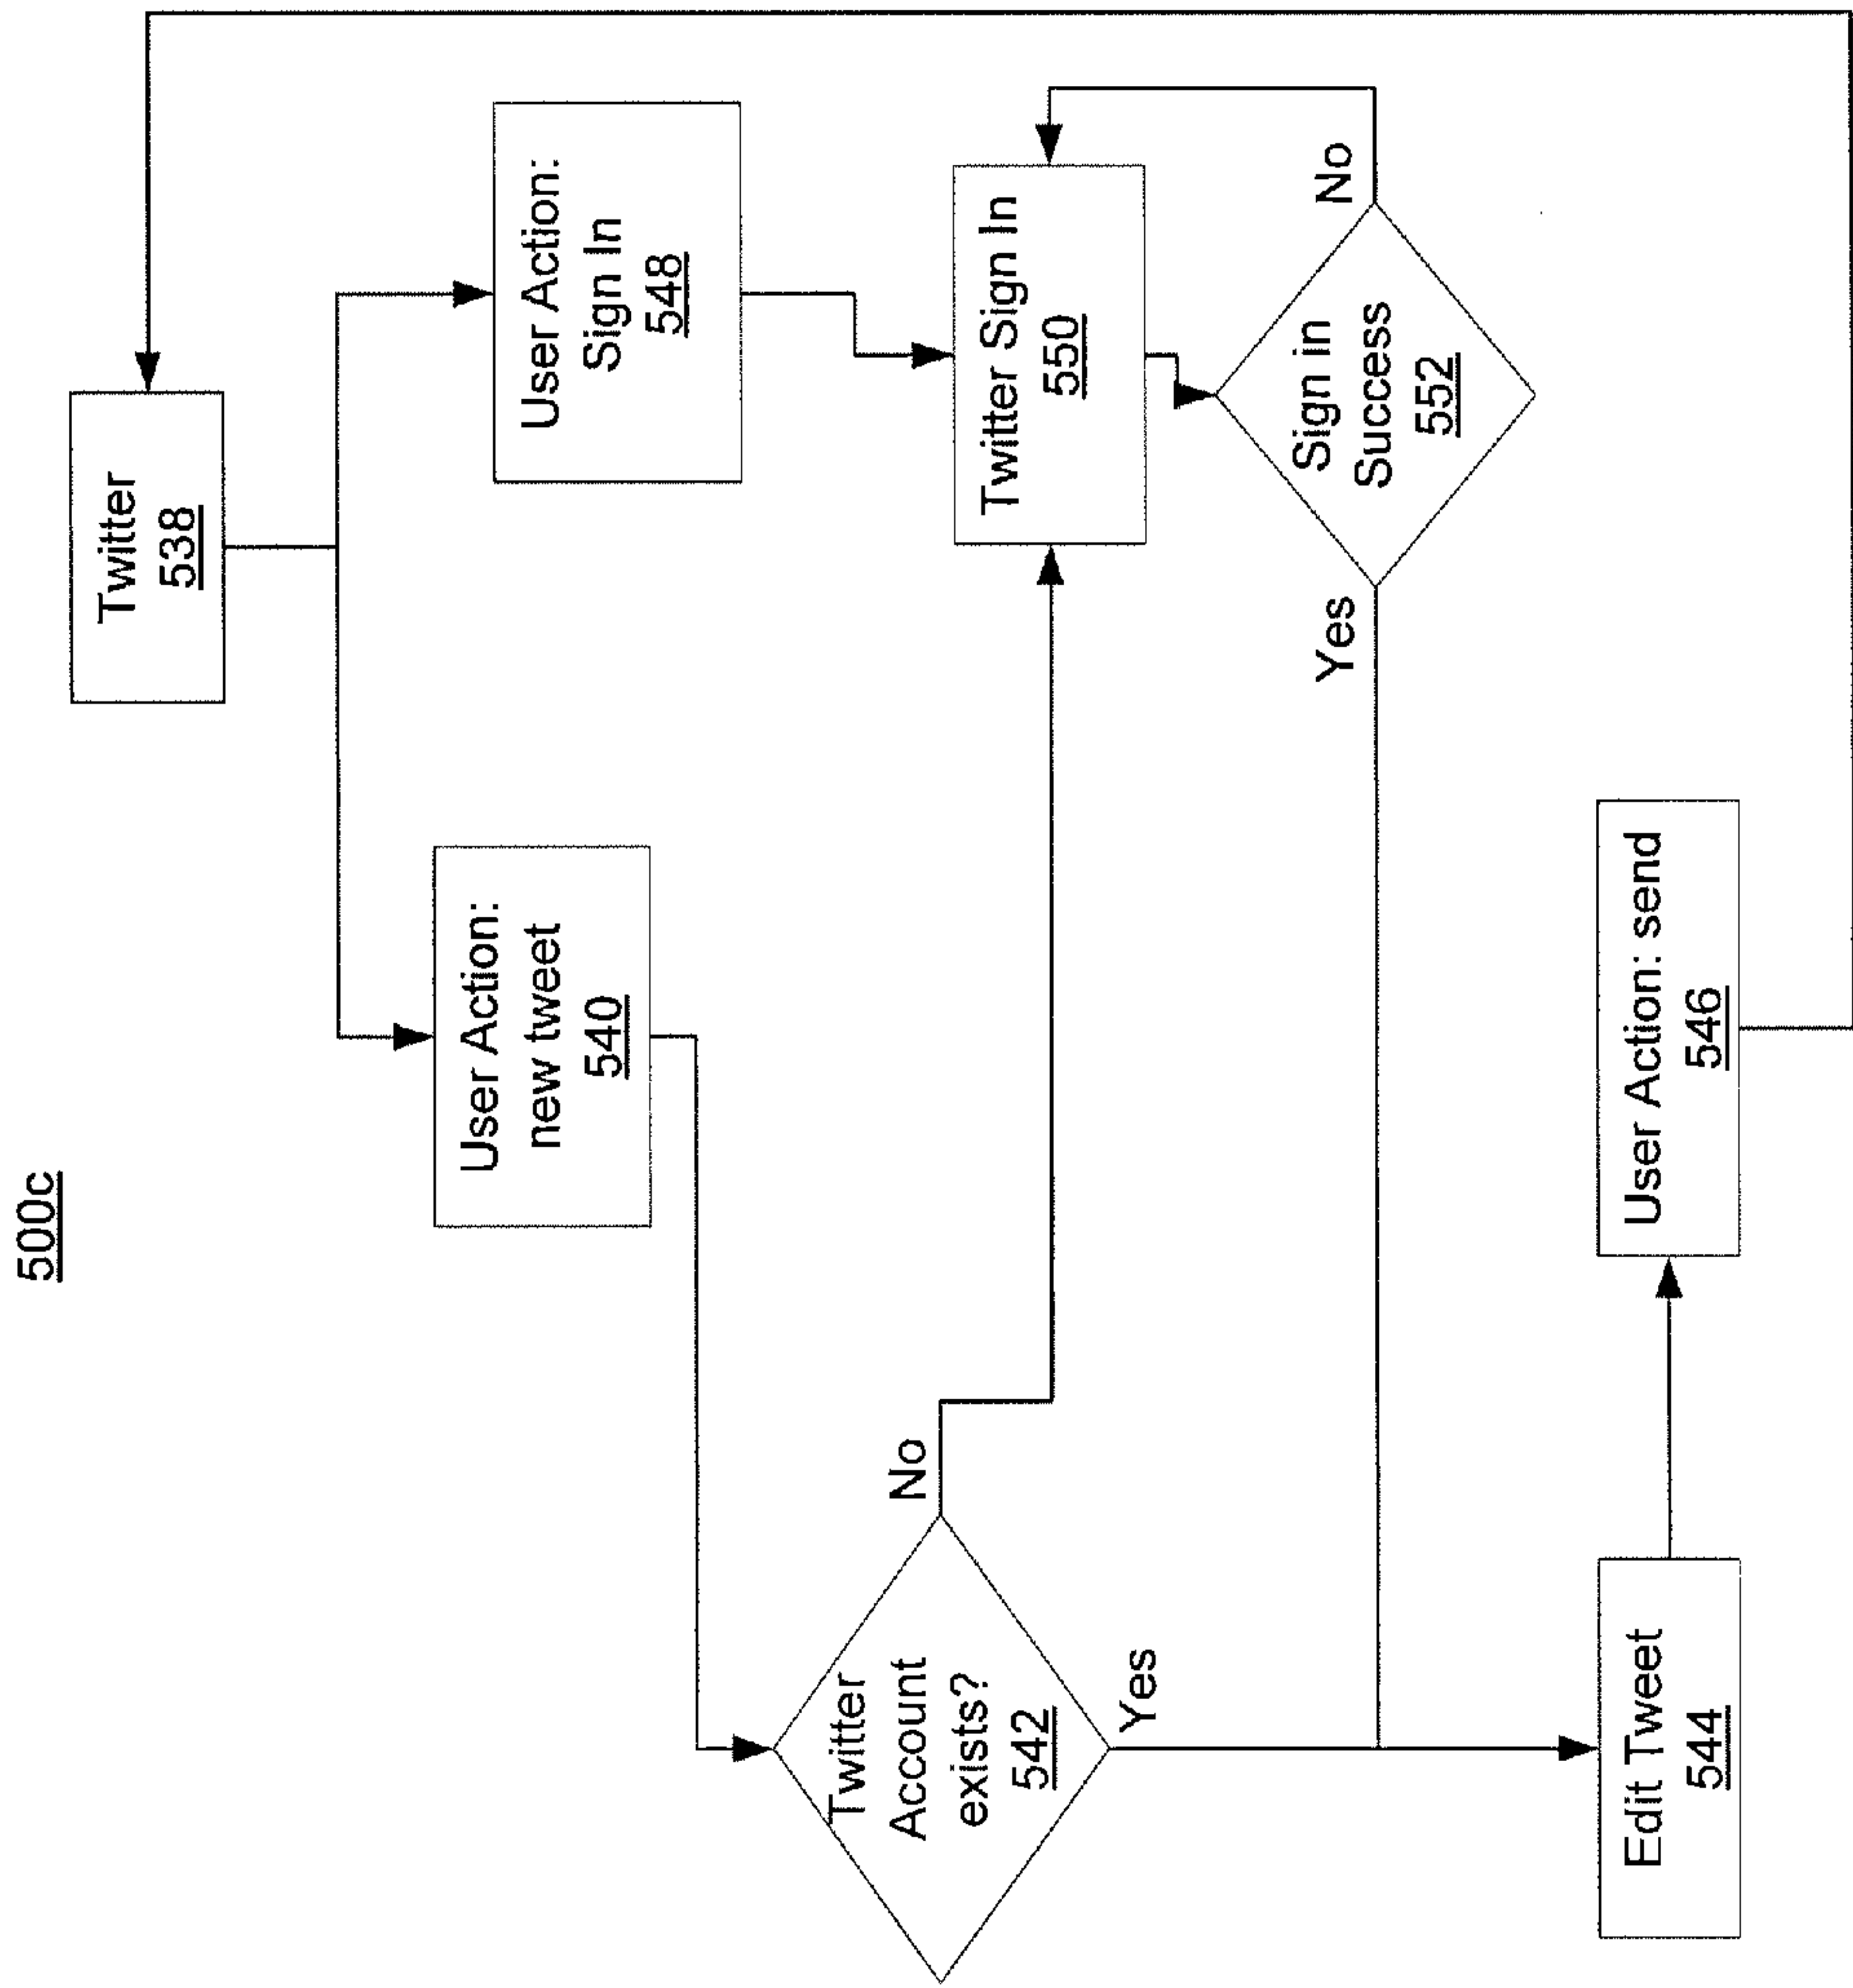 500c
Twitter
538
User Action:
new tweet
540
User Action:
Sign In
548
Twitter
Account
exists?
542
No
Yes
Twitter Sign In
550
Sign in
Success
552
Yes
No
Edit Tweet
544
User Action: send
546